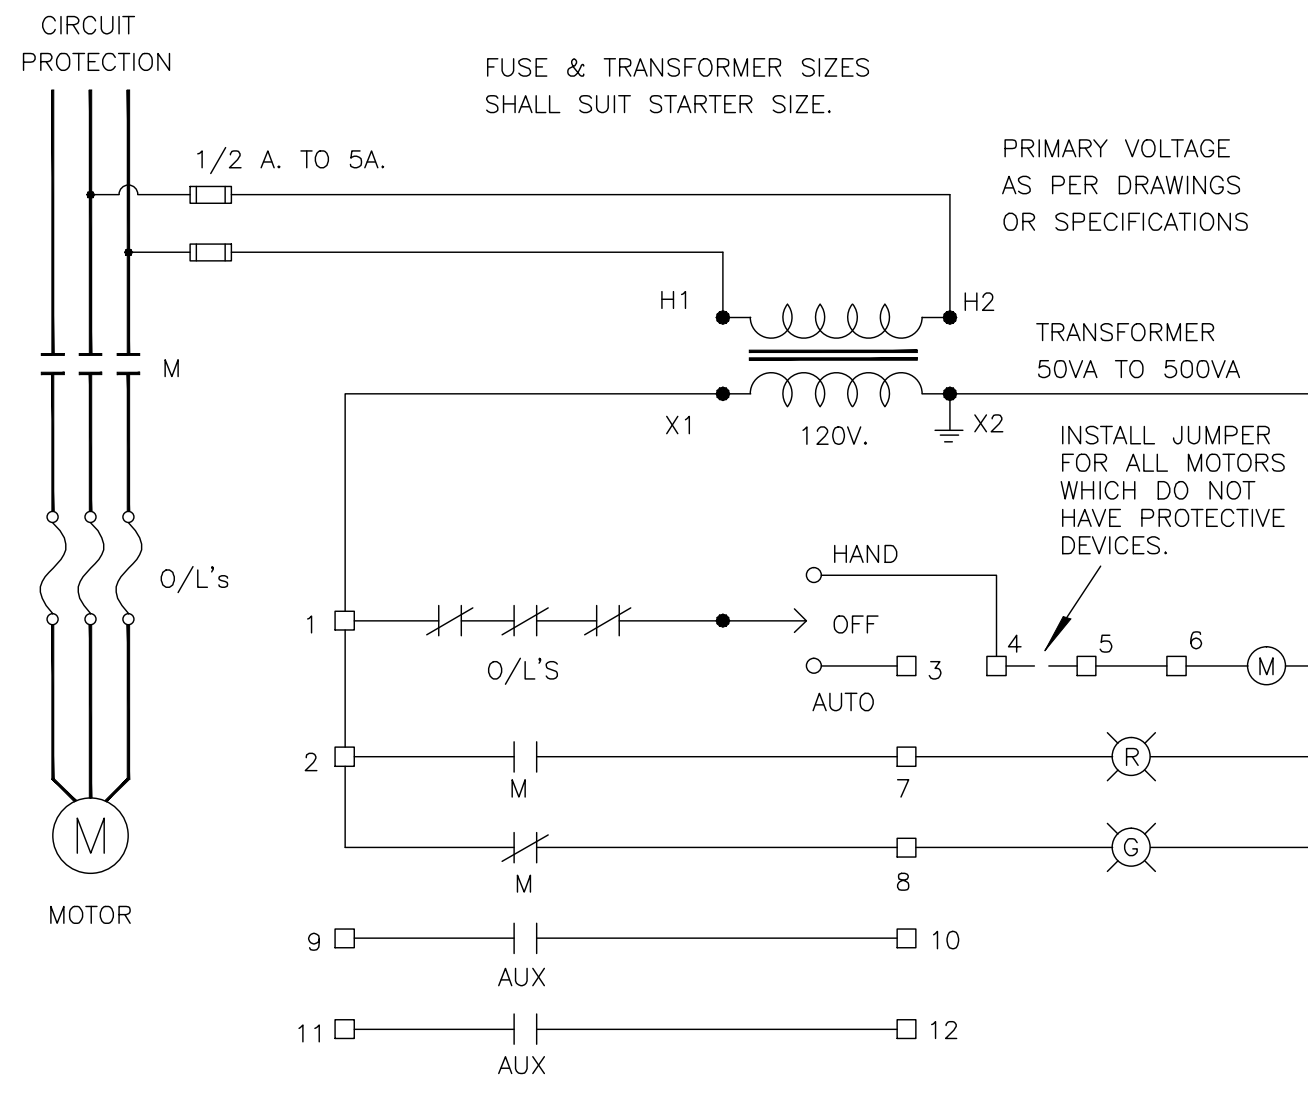 CIRCUIT
PROTECTION
FUSE & TRANSFORMER SIZES
SHALL SUIT STARTER SIZE.
1/2 A. TO 5A.
PRIMARY VOLTAGE
AS PER DRAWINGS
OR SPECIFICATIONS
H1
H2
TRANSFORMER
50VA TO 500VA
M
X1
120V.
X2
INSTALL JUMPER
FOR ALL MOTORS
WHICH DO NOT
HAVE PROTECTIVE
DEVICES.
O/L's
HAND
1
OFF
O/L'S
AUTO
3
4
5
6
M
2
M
7
R
M
MOTOR
M
8
G
9
AUX
10
11
AUX
12